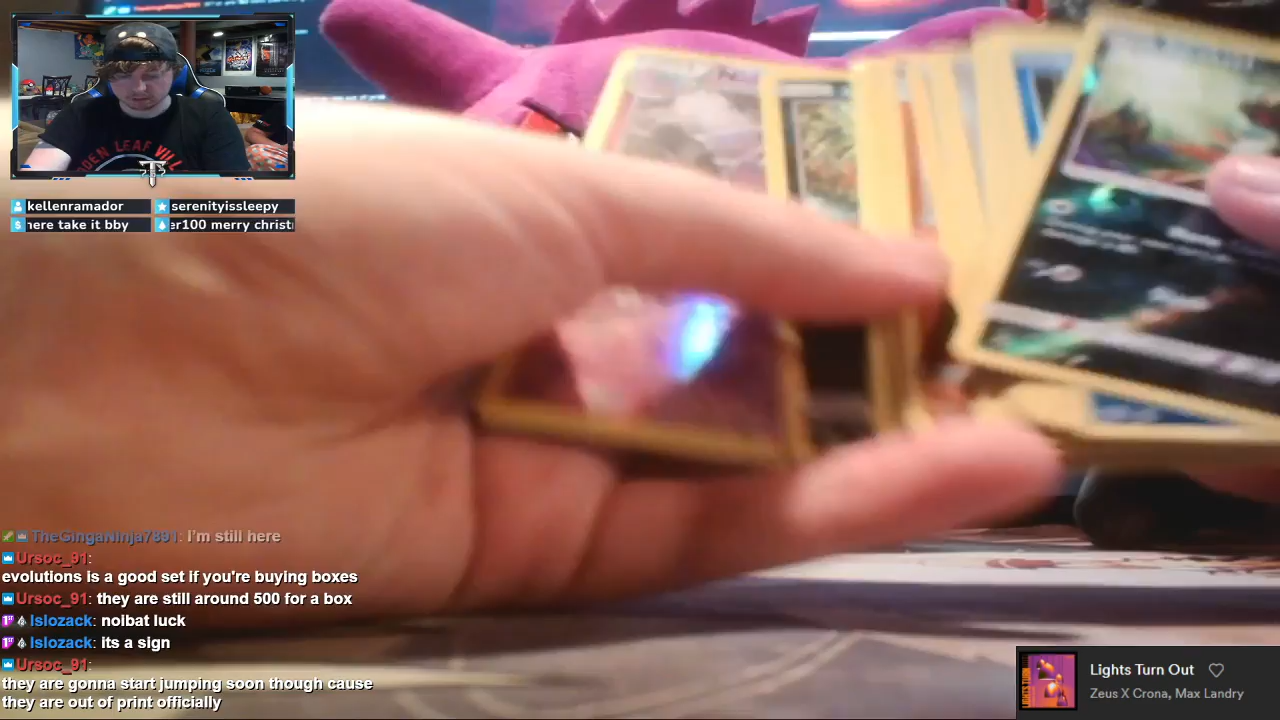 DEN LEAF VIL
T
kellenramador
serenityissleepy
here take it bby
er100 merry christ
TheGingaNinja7891: I'm still here
Ursoc_91:
evolutions is a good set if you're buying boxes
Ursoc_91: they are still around 500 for a box
Islozack: noibat luck
Islozack: its a sign
Ursoc_91:
they are gonna start jumping soon though cause
they are out of print officially
Lights Turn Out
Zeus X Crona, Max Landry